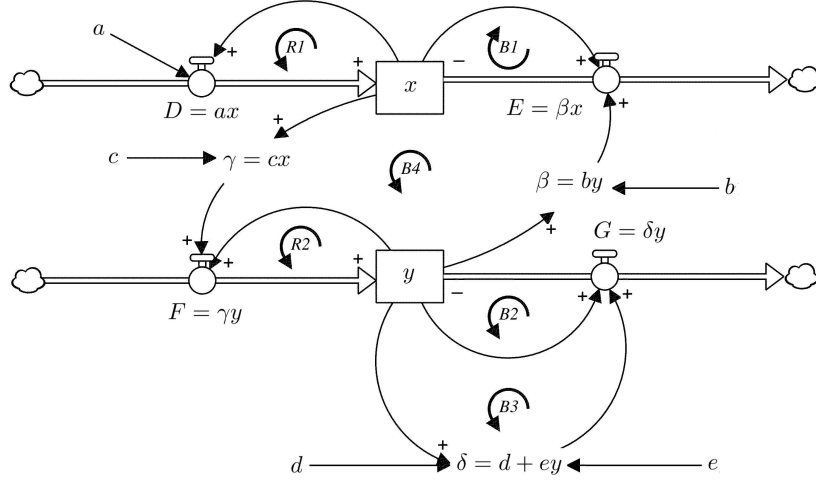 a
+
R1
+
x
−
B1
+
D = ax
E = βx
+
+
c
γ = cx
B4
β = by
b
+
+
R2
+
+
y
−
G = δy
F = γy
B2
+
+
B3
+
d
δ = d + ey
e